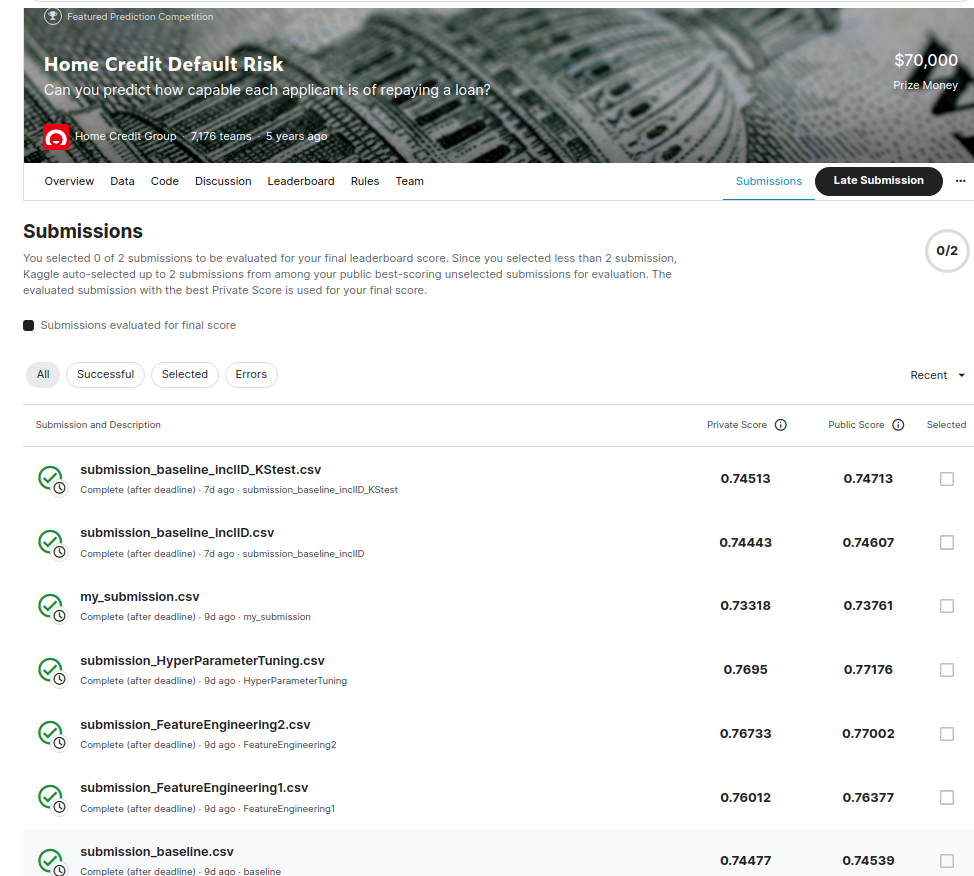 Featured Prediction Competition
Home Credit Default Risk
$70,000
Can you predict how capable each applicant is of repaying a loan?
Prize Money
Home Credit Group · 7,176 teams · 5 years ago
Overview Data Code Discussion Leaderboard Rules Team Submissions Late Submission ...
Submissions
You selected 0 of 2 submissions to be evaluated for your final leaderboard score. Since you selected less than 2 submission,
Kaggle auto-selected up to 2 submissions from among your public best-scoring unselected submissions for evaluation. The
evaluated submission with the best Private Score is used for your final score.
0/2
Submissions evaluated for final score
All Successful Selected Errors Recent
Submission and Description Private Score Public Score Selected
submission_baseline_inclID_KStest.csv
Complete (after deadline) · 7d ago · submission_baseline_inclID_KStest
0.74513 0.74713
submission_baseline_inclID.csv
Complete (after deadline) · 7d ago · submission_baseline_inclID
0.74443 0.74607
my_submission.csv
Complete (after deadline) · 9d ago · my_submission
0.73318 0.73761
submission_HyperParameterTuning.csv
Complete (after deadline) · 9d ago · HyperParameterTuning
0.7695 0.77176
submission_FeatureEngineering2.csv
Complete (after deadline) · 9d ago · FeatureEngineering2
0.76733 0.77002
submission_FeatureEngineering1.csv
Complete (after deadline) · 9d ago · FeatureEngineering1
0.76012 0.76377
submission_baseline.csv
Complete (after deadline) · 9d ago · baseline
0.74477 0.74539